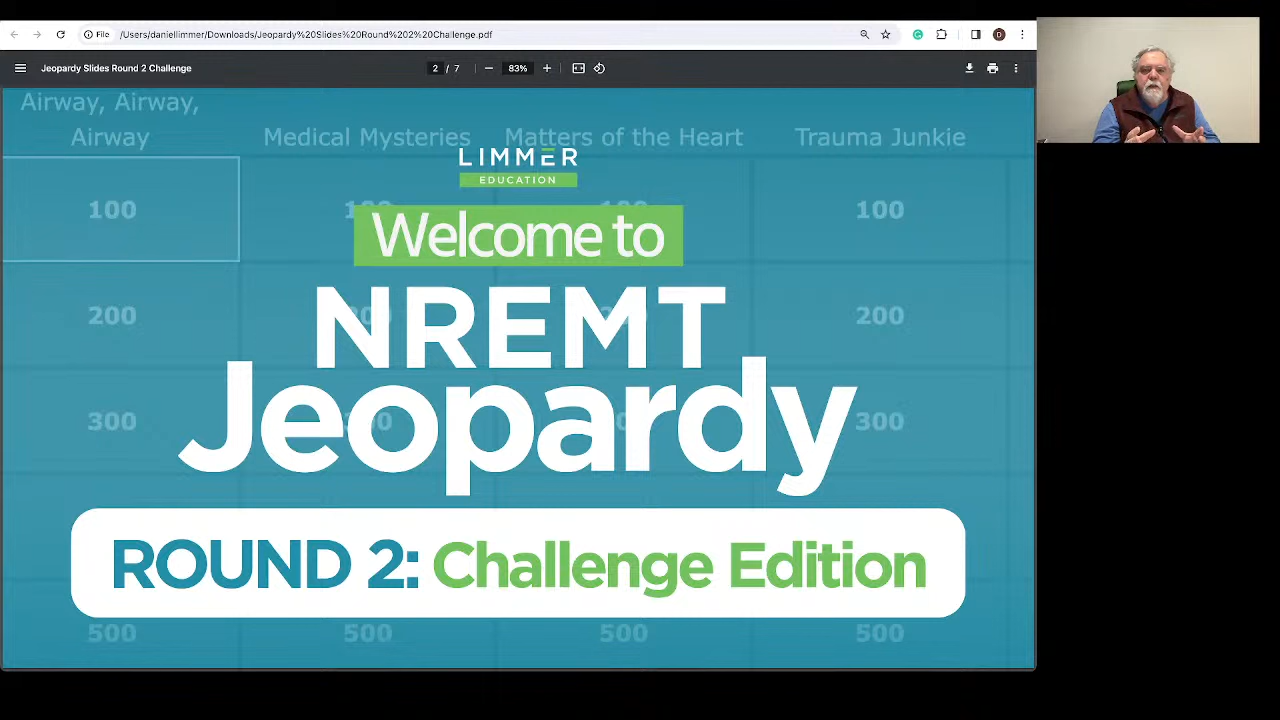 File
/Users/daniellimmer/Downloads/Jeopardy%20Slides%20Round%202%20Challenge.pdf
D
Jeopardy Slides Round 2 Challenge
2 / 7
83%
Airway, Airway,
Airway
Medical Mysteries
Matters of the Heart
Trauma Junkie
LIMMER
EDUCATION
100
100
100
100
Welcome to
NREMT
200
200
Jeopardy
300
300
ROUND 2: Challenge Edition
500
500
500
500